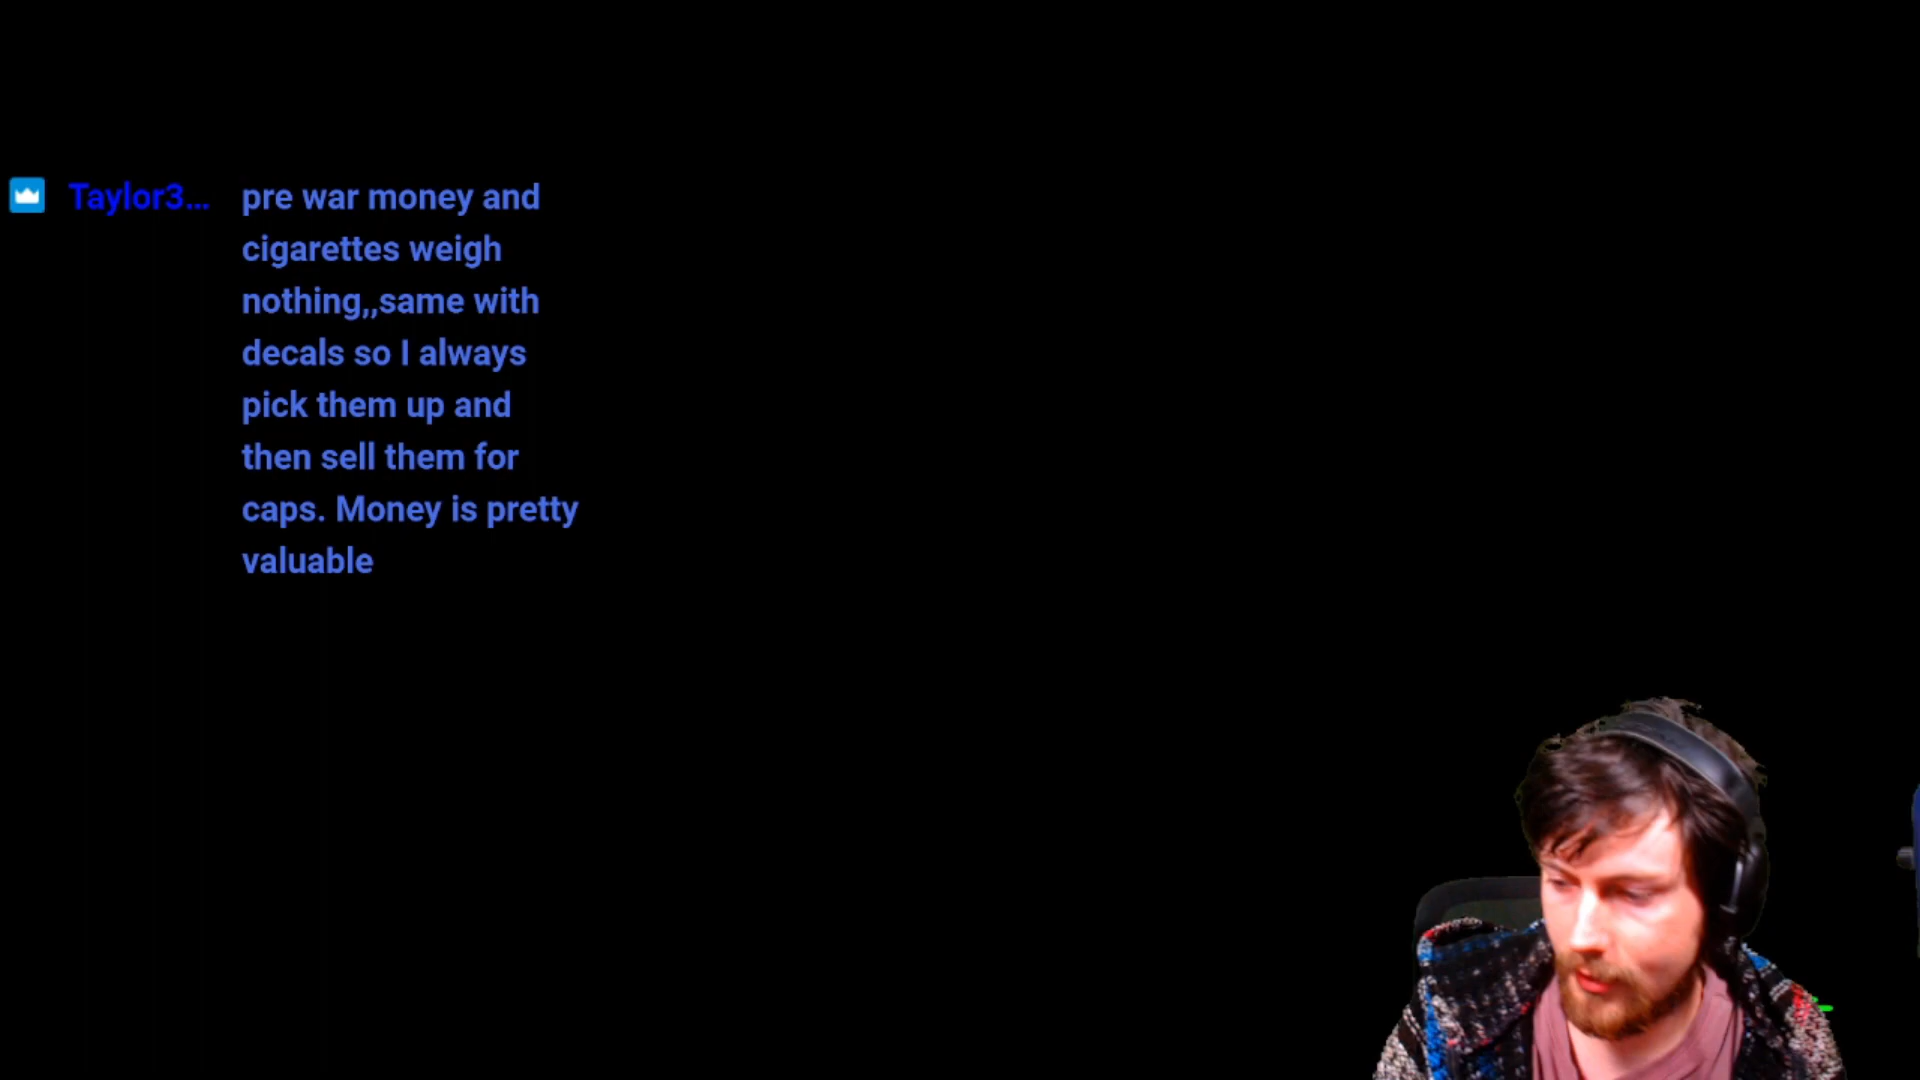 Taylor3... pre war money and
cigarettes weigh
nothing,,same with
decals so I always
pick them up and
then sell them for
caps. Money is pretty
valuable